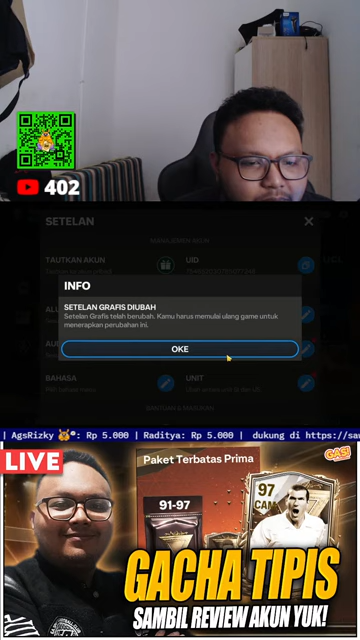 402
SETELAN
TAUTKAN AKUN
UID
INFO
SETELAN GRAFIS DIUBAH
Setelan Grafis telah berubah. Kamu harus memulai ulang game untuk
menerapkan perubahan ini.
OKE
BAHASA
UNIT
| AgsRizky : Rp 5.000 | Raditya: Rp 5.000 | dukung di https://sa
LIVE
GAS!
Paket Terbatas Prima
91-97
97
CAM
GACHA TIPIS
SAMBIL REVIEW AKUN YUK!